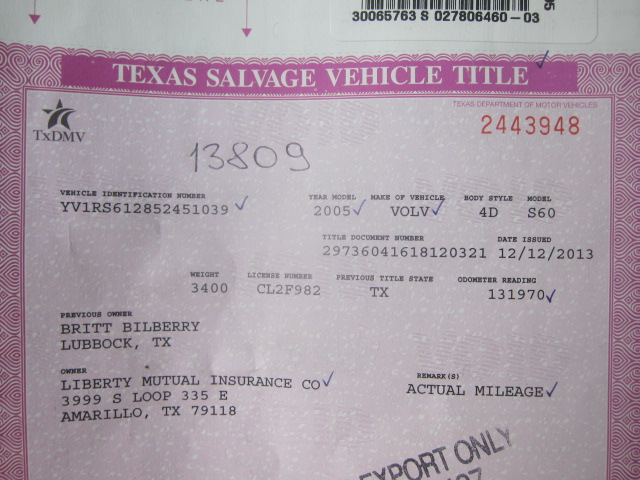 30065763 S 027806460-03
TEXAS SALVAGE VEHICLE TITLE
TEXAS DEPARTMENT OF MOTOR VEHICLES
TxDMV
2443948
13809
VEHICLE IDENTIFICATION NUMBER YEAR MODEL MAKE OF VEHICLE BODY STYLE MODEL
YV1RS612852451039 2005 VOLV 4D S60
TITLE DOCUMENT NUMBER DATE ISSUED
29736041618120321 12/12/2013
WEIGHT LICENSE NUMBER PREVIOUS TITLE STATE ODOMETER READING
3400 CL2F982 TX 131970
PREVIOUS OWNER
BRITT BILBERRY
LUBBOCK, TX
OWNER REMARK(S)
LIBERTY MUTUAL INSURANCE CO ACTUAL MILEAGE
3999 S LOOP 335 E
AMARILLO, TX 79118
EXPORT ONLY